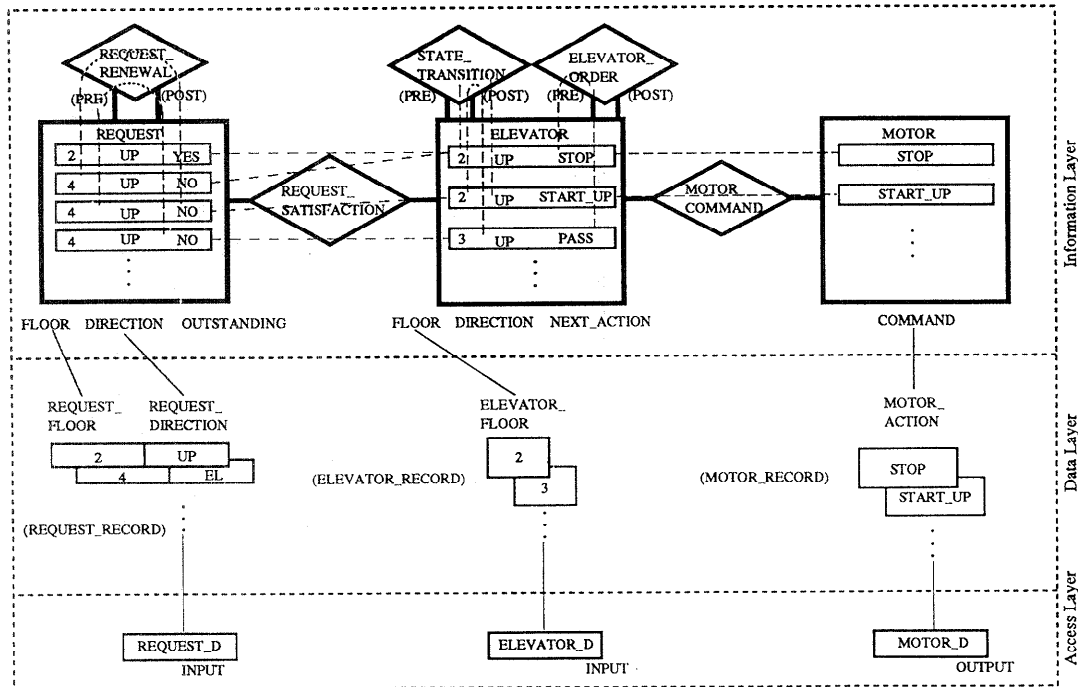 REQUEST_
RENEWAL
(PRE)
(POST)
STATE_
TRANSITION
(PRE)
(POST)
ELEVATOR_
ORDER
(PRE)
(POST)
REQUEST
2 UP YES
4 UP NO
4 UP NO
4 UP NO
REQUEST_
SATISFACTION
ELEVATOR
2 UP STOP
2 UP START_UP
3 UP PASS
MOTOR_
COMMAND
MOTOR
STOP
START_UP
Information Layer
FLOOR DIRECTION OUTSTANDING
FLOOR DIRECTION NEXT_ACTION
COMMAND
REQUEST_
FLOOR
REQUEST_
DIRECTION
2 UP
4 EL
(REQUEST_RECORD)
ELEVATOR_
FLOOR
2
3
(ELEVATOR_RECORD)
MOTOR_
ACTION
STOP
START_UP
(MOTOR_RECORD)
Data Layer
REQUEST_D
INPUT
ELEVATOR_D
INPUT
MOTOR_D
OUTPUT
Access Layer